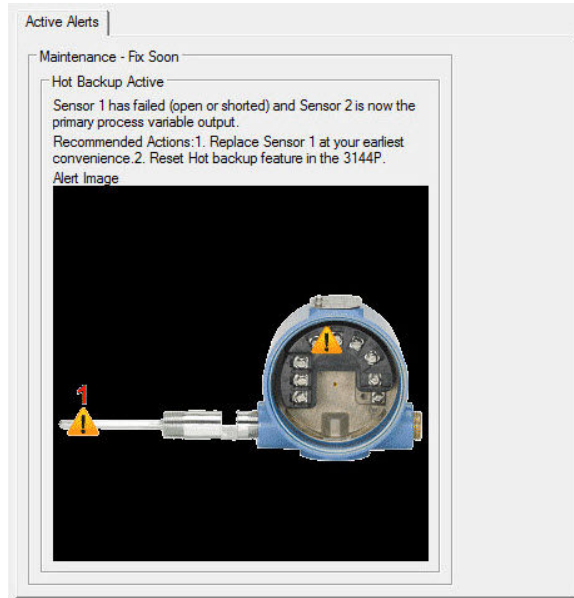 Active Alerts
Maintenance - Fix Soon
Hot Backup Active
Sensor 1 has failed (open or shorted) and Sensor 2 is now the
primary process variable output.
Recommended Actions:1. Replace Sensor 1 at your earliest
convenience.2. Reset Hot backup feature in the 3144P.
Alert Image
1